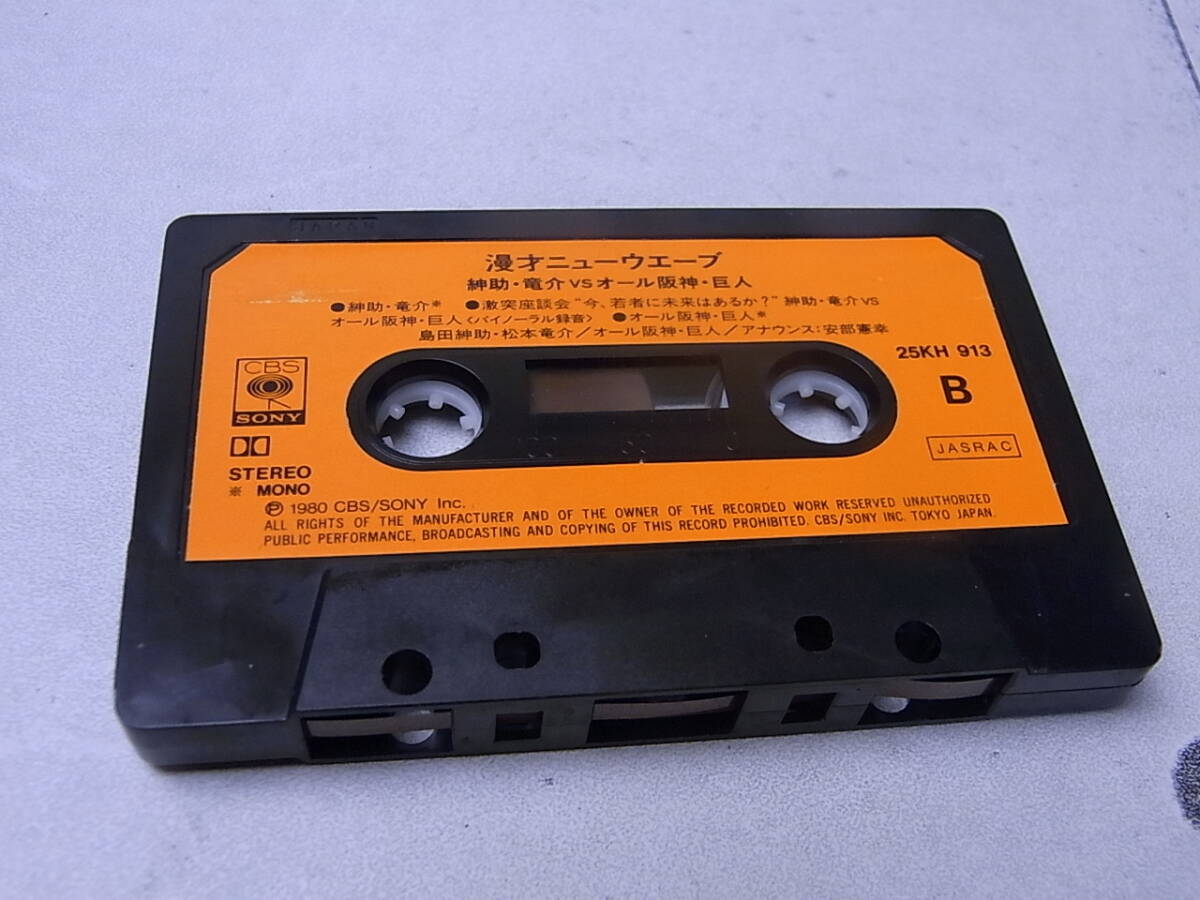 JAPAN
漫才ニューウエーブ
紳助・竜介VSオール阪神・巨人
●紳助・竜介※ ●激突座談会“今、若者に未来はあるか?” 紳助・竜介VS
オール阪神・巨人〈バイノーラル録音〉 ●オール阪神・巨人※
島田紳助・松本竜介/オール阪神・巨人/アナウンス:安部憲幸
25KH 913
B
CBS
SONY
STEREO
※ MONO
JASRAC
Ⓟ 1980 CBS/SONY Inc.
ALL RIGHTS OF THE MANUFACTURER AND OF THE OWNER OF THE RECORDED WORK RESERVED UNAUTHORIZED
PUBLIC PERFORMANCE, BROADCASTING AND COPYING OF THIS RECORD PROHIBITED. CBS/SONY INC. TOKYO JAPAN.